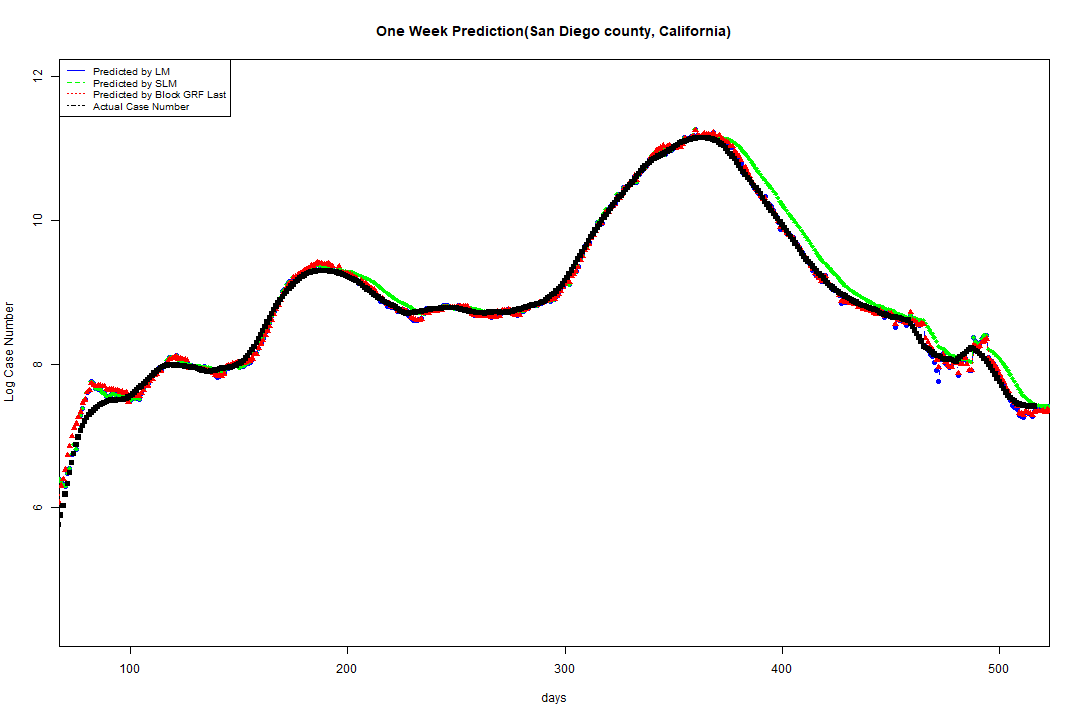 One Week Prediction(San Diego county, California)
Predicted by LM
Predicted by SLM
Predicted by Block GRF Last
Actual Case Number
12
10
8
6
Log Case Number
100 200 300 400 500
days